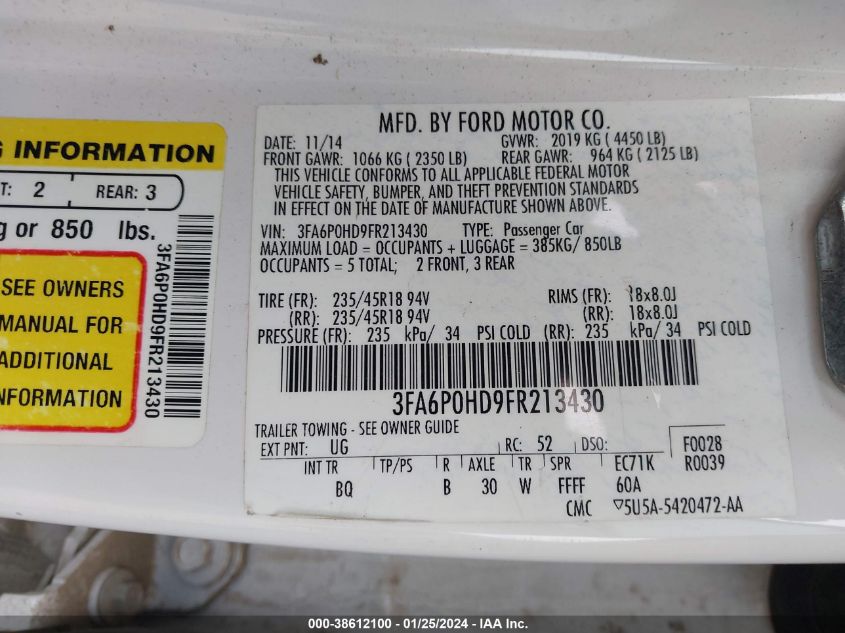 G INFORMATION
T: 2 REAR: 3
g or 850 lbs.
SEE OWNERS
MANUAL FOR
ADDITIONAL
INFORMATION
3FA6P0HD9FR213430
MFD. BY FORD MOTOR CO.
DATE: 11/14 GVWR: 2019 KG ( 4450 LB)
FRONT GAWR: 1066 KG ( 2350 LB) REAR GAWR: 964 KG ( 2125 LB)
THIS VEHICLE CONFORMS TO ALL APPLICABLE FEDERAL MOTOR
VEHICLE SAFETY, BUMPER, AND THEFT PREVENTION STANDARDS
IN EFFECT ON THE DATE OF MANUFACTURE SHOWN ABOVE.
VIN: 3FA6P0HD9FR213430 TYPE: Passenger Car
MAXIMUM LOAD = OCCUPANTS + LUGGAGE = 385KG/ 850LB
OCCUPANTS = 5 TOTAL; 2 FRONT, 3 REAR
TIRE (FR): 235/45R18 94V RIMS (FR): 18x8.0J
(RR): 235/45R18 94V (RR): 18x8.0J
PRESSURE (FR): 235 kPa/ 34 PSI COLD (RR): 235 kPa/ 34 PSI COLD
3FA6P0HD9FR213430
TRAILER TOWING - SEE OWNER GUIDE
EXT PNT: UG RC: 52 DSO: F0028
INT TR TP/PS R AXLE TR SPR EC71K R0039
BQ B 30 W FFFF 60A
CMC ▽5U5A-5420472-AA
000-38612100 - 01/25/2024 - IAA Inc.